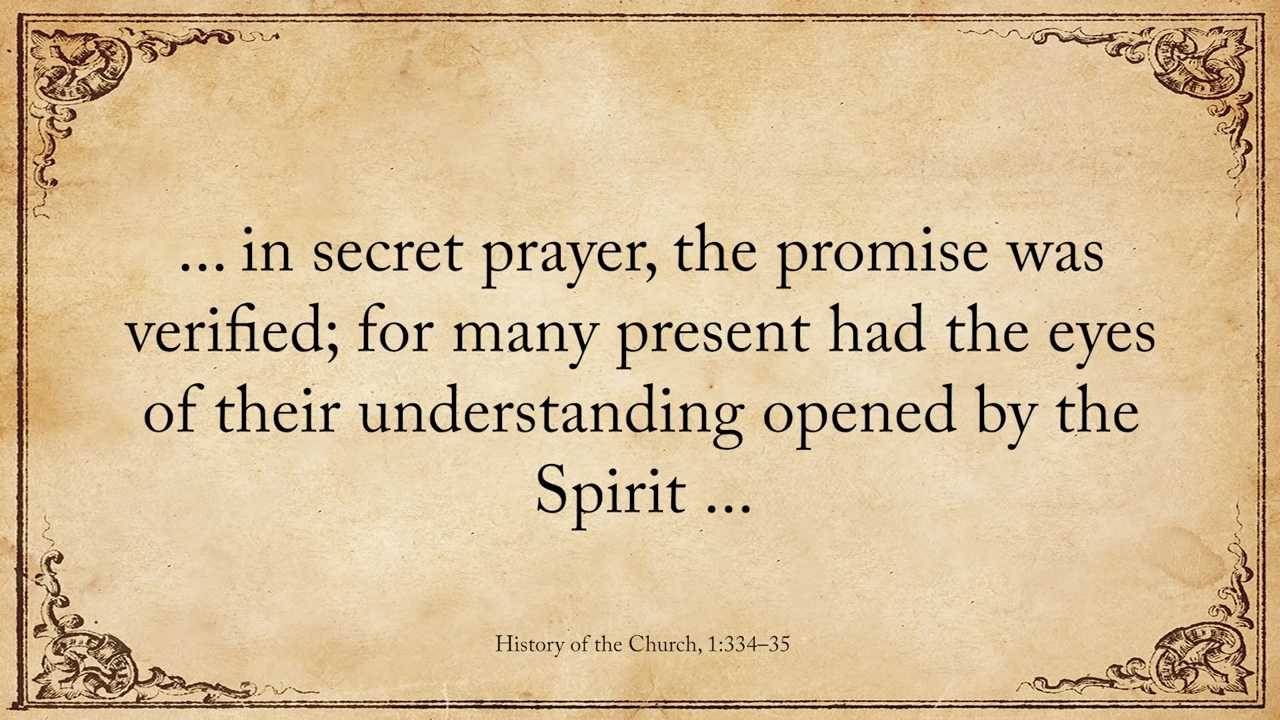 ... in secret prayer, the promise was
verified; for many present had the eyes
of their understanding opened by the
Spirit ...
History of the Church, 1:334–35